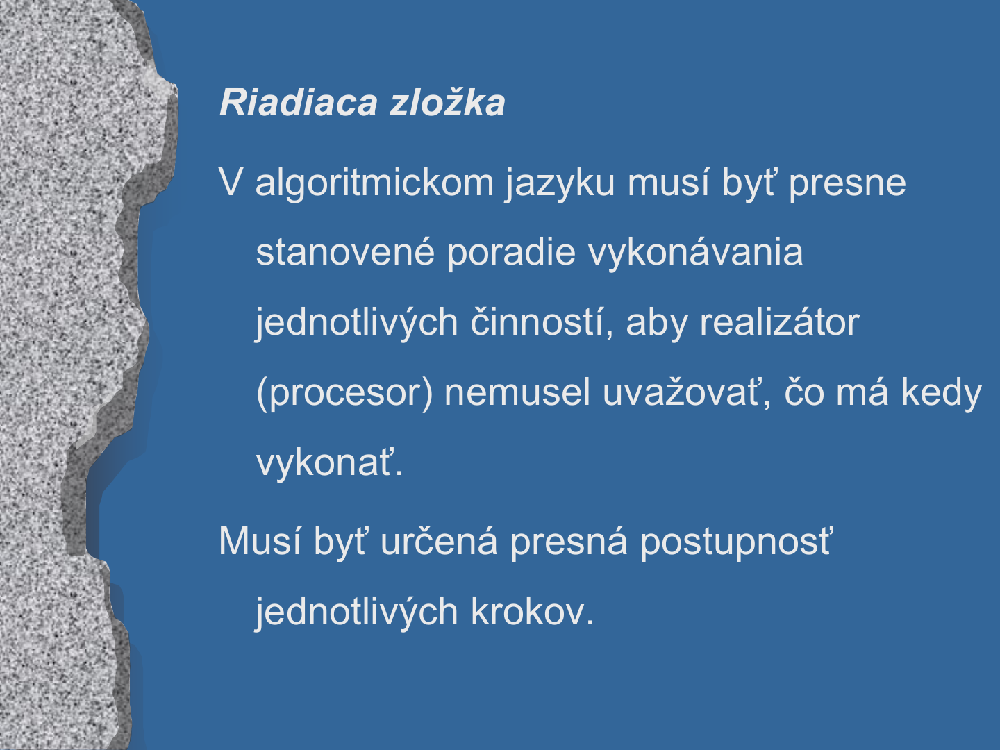 Riadiaca zložka
V algoritmickom jazyku musí byť presne
stanovené poradie vykonávania
jednotlivých činností, aby realizátor
(procesor) nemusel uvažovať, čo má kedy
vykonať.
Musí byť určená presná postupnosť
jednotlivých krokov.